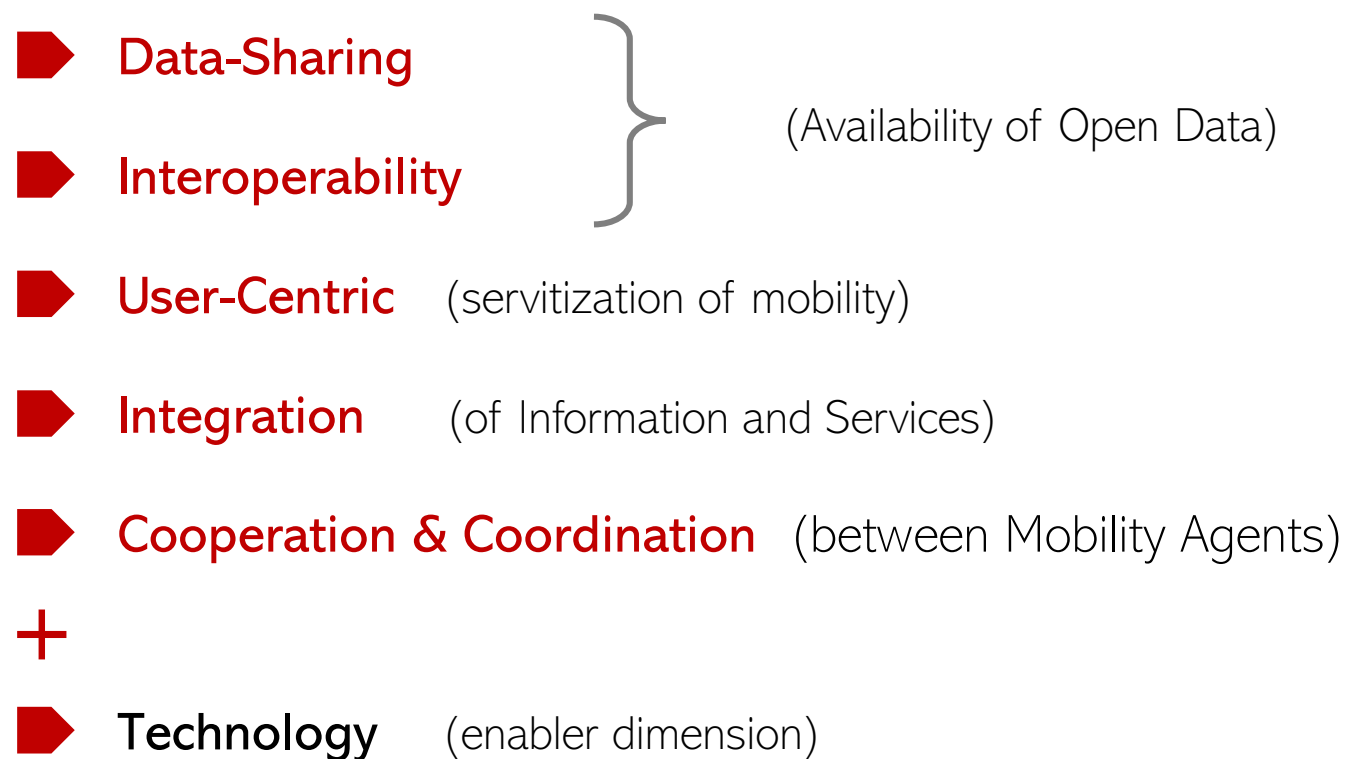 Data-Sharing
(Availability of Open Data)
Interoperability
User-Centric (servitization of mobility)
Integration (of Information and Services)
Cooperation & Coordination (between Mobility Agents)
+
Technology (enabler dimension)